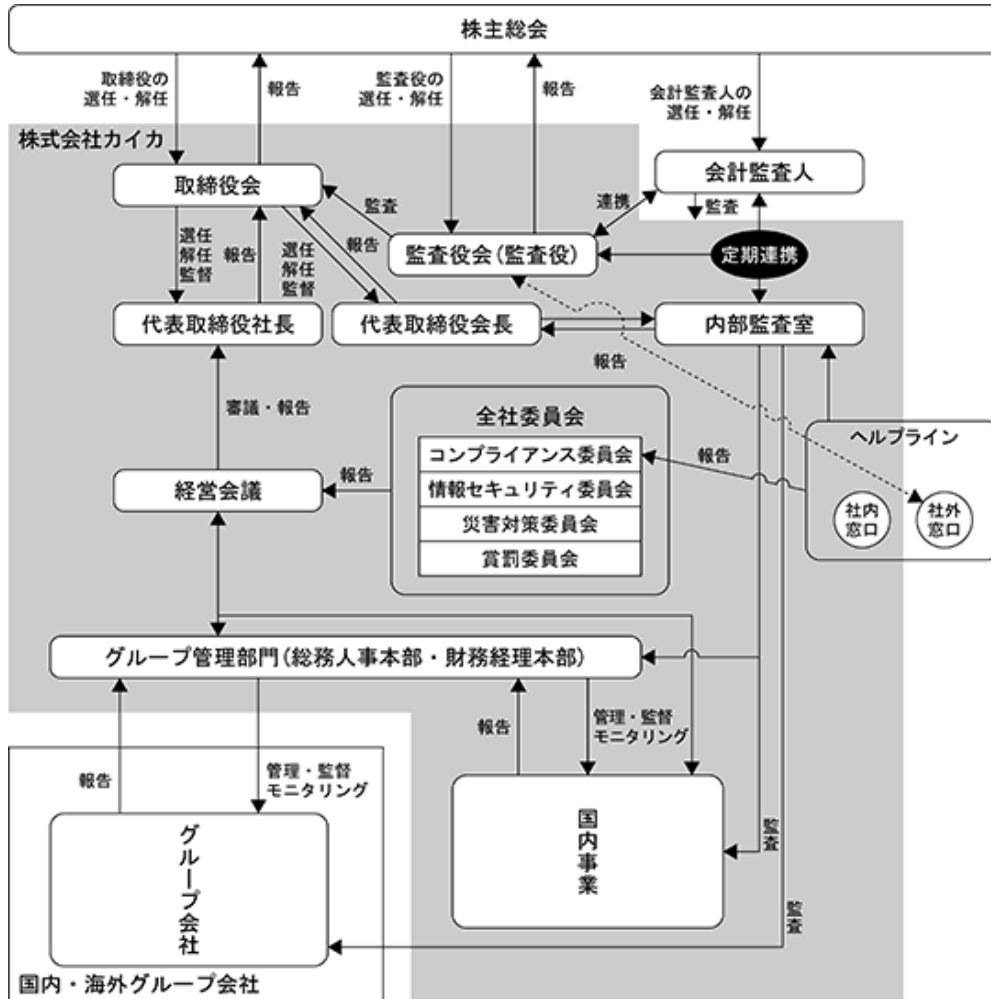 株主総会
取締役の
選任・解任
報告
監査役の
選任・解任
報告
会計監査人の
選任・解任
株式会社カイカ
取締役会
会計監査人
監査
連携
監査
監査役会（監査役）
定期連携
選任
解任
監督
報告
選任
解任
監督
報告
代表取締役社長
代表取締役会長
内部監査室
報告
審議・報告
全社委員会
コンプライアンス委員会
情報セキュリティ委員会
災害対策委員会
賞罰委員会
報告
報告
ヘルプライン
社内
窓口
社外
窓口
経営会議
グループ管理部門（総務人事本部・財務経理本部）
報告
管理・監督
モニタリング
報告
管理・監督
モニタリング
グループ会社
国内事業
監査
監査
国内・海外グループ会社